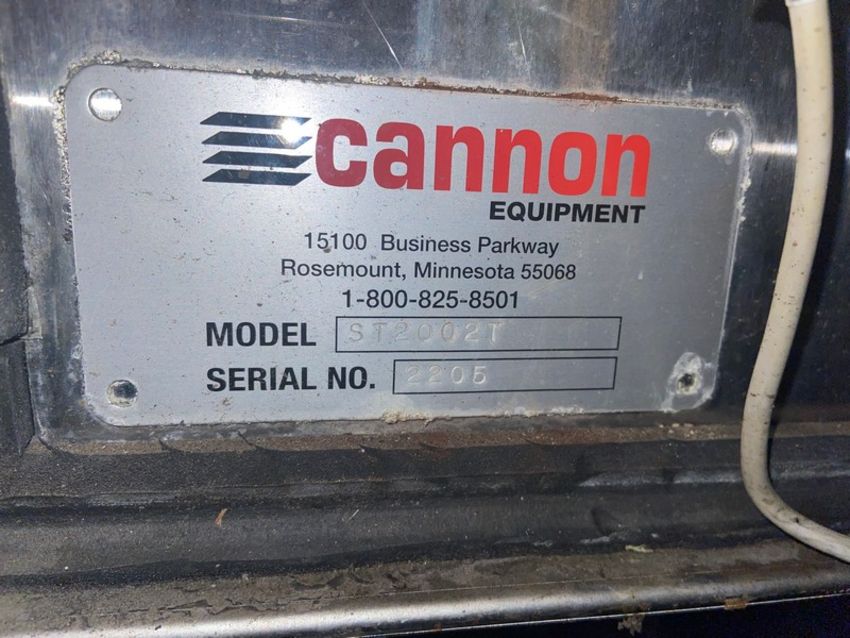 cannon
EQUIPMENT
15100 Business Parkway
Rosemount, Minnesota 55068
1-800-825-8501
MODEL ST2002T
SERIAL NO. 2205